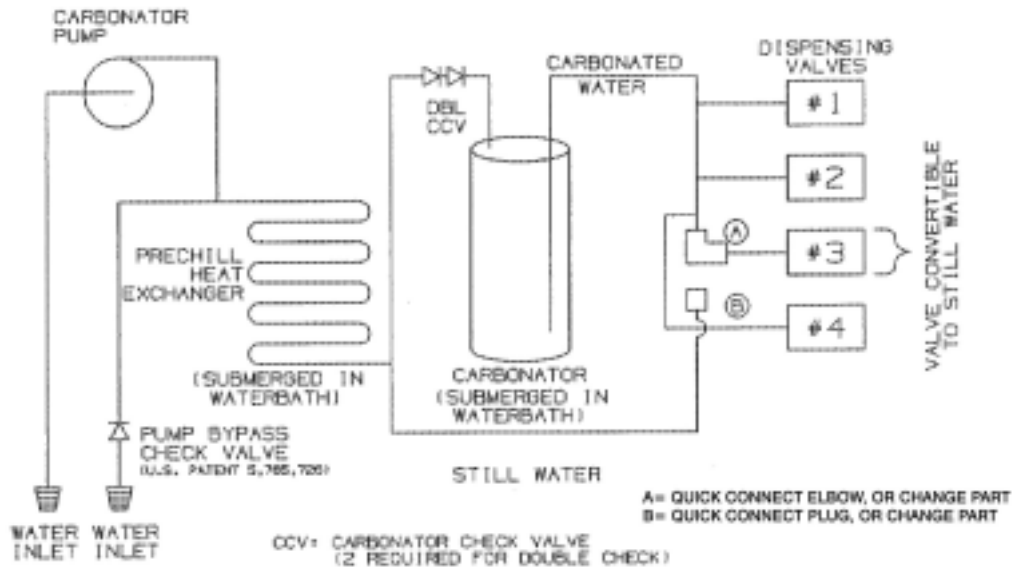 CARBONATOR
PUMP
DBL
CCV
CARBONATED
WATER
DISPENSING
VALVES
#1
#2
#3
#4
A
B
VALVE CONVERTIBLE
TO STILL WATER
PRECHILL
HEAT
EXCHANGER
(SUBMERGED IN
WATERBATH)
CARBONATOR
(SUBMERGED IN
WATERBATH)
PUMP BYPASS
CHECK VALVE
(U.S. PATENT 5,765,726)
STILL WATER
WATER
INLET
WATER
INLET
A= QUICK CONNECT ELBOW, OR CHANGE PART
B= QUICK CONNECT PLUG, OR CHANGE PART
CCV= CARBONATOR CHECK VALVE
(2 REQUIRED FOR DOUBLE CHECK)